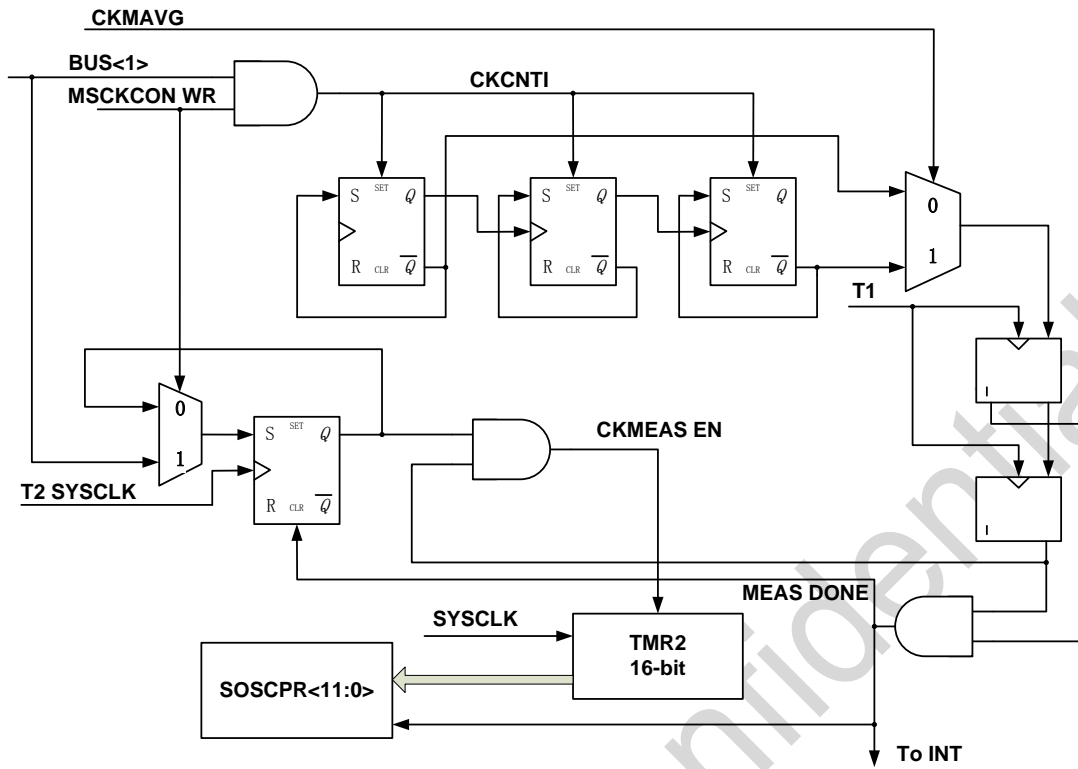 CKMAVG
BUS<1>
MSCKCON WR
CKCNTI
S SET Q
R CLR Q
S SET Q
R CLR Q
S SET Q
R CLR Q
0
1
T1
0
1
S SET Q
R CLR Q
T2 SYSCLK
CKMEAS EN
MEAS DONE
SYSCLK
TMR2
16-bit
SOSCPR<11:0>
To INT